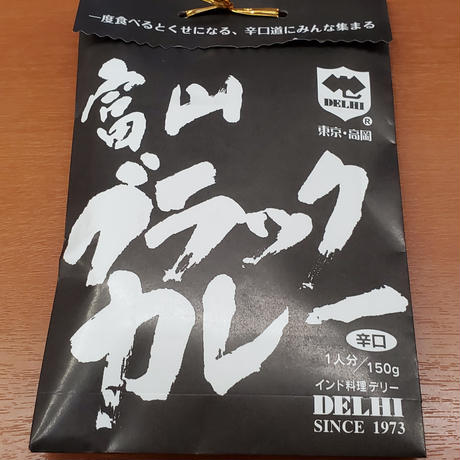 一度食べるとくせになる、辛口道にみんな集まる
DELHI
®
東京・高岡
富山
ブラック
カレー
辛口
1人分/150g
インド料理デリー
DELHI
SINCE 1973